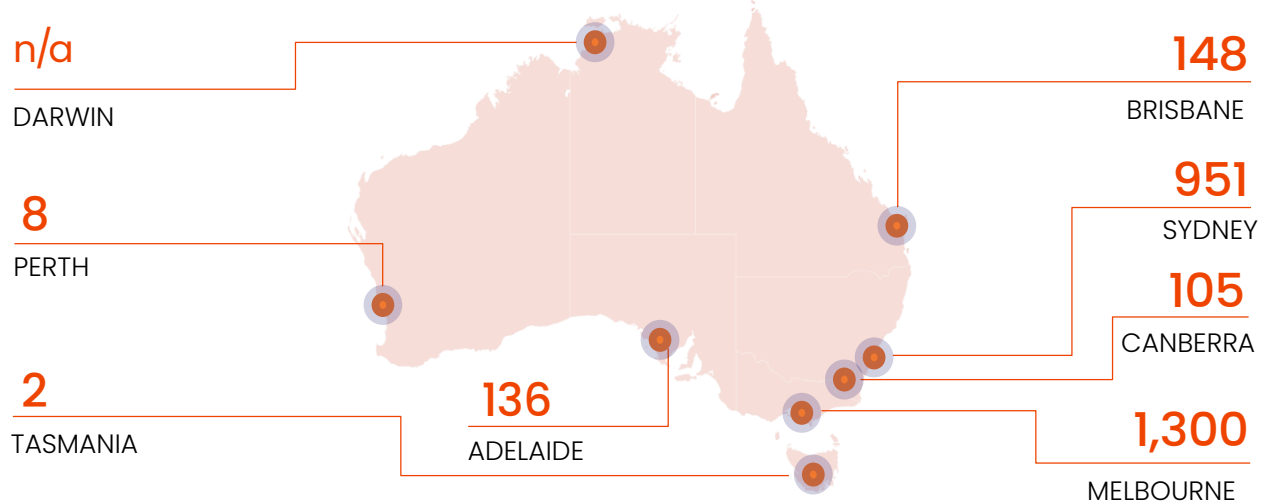 n/a
DARWIN
8
PERTH
2
TASMANIA
136
ADELAIDE
148
BRISBANE
951
SYDNEY
105
CANBERRA
1,300
MELBOURNE